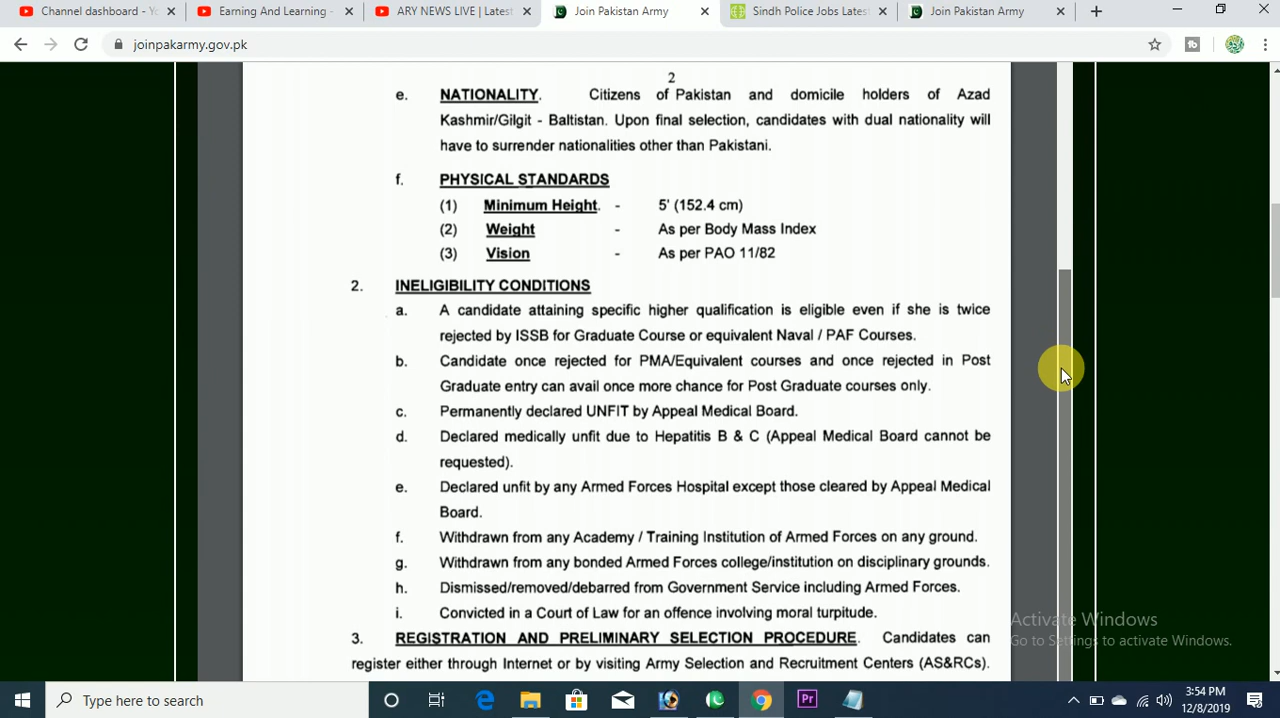 Channel dashboard - Yo
Earning And Learning -
ARY NEWS LIVE | Latest
Join Pakistan Army
Sindh Police Jobs Latest
Join Pakistan Army
joinpakarmy.gov.pk
2
e. NATIONALITY. Citizens of Pakistan and domicile holders of Azad
Kashmir/Gilgit - Baltistan. Upon final selection, candidates with dual nationality will
have to surrender nationalities other than Pakistani.
f. PHYSICAL STANDARDS
(1) Minimum Height. - 5' (152.4 cm)
(2) Weight - As per Body Mass Index
(3) Vision - As per PAO 11/82
2. INELIGIBILITY CONDITIONS
a. A candidate attaining specific higher qualification is eligible even if she is twice
rejected by ISSB for Graduate Course or equivalent Naval / PAF Courses.
b. Candidate once rejected for PMA/Equivalent courses and once rejected in Post
Graduate entry can avail once more chance for Post Graduate courses only.
c. Permanently declared UNFIT by Appeal Medical Board.
d. Declared medically unfit due to Hepatitis B & C (Appeal Medical Board cannot be
requested).
e. Declared unfit by any Armed Forces Hospital except those cleared by Appeal Medical
Board.
f. Withdrawn from any Academy / Training Institution of Armed Forces on any ground.
g. Withdrawn from any bonded Armed Forces college/institution on disciplinary grounds.
h. Dismissed/removed/debarred from Government Service including Armed Forces.
i. Convicted in a Court of Law for an offence involving moral turpitude.
3. REGISTRATION AND PRELIMINARY SELECTION PROCEDURE. Candidates can
register either through Internet or by visiting Army Selection and Recruitment Centers (AS&RCs).
Activate Windows
Go to Settings to activate Windows.
Type here to search
Pr
3:54 PM
12/8/2019